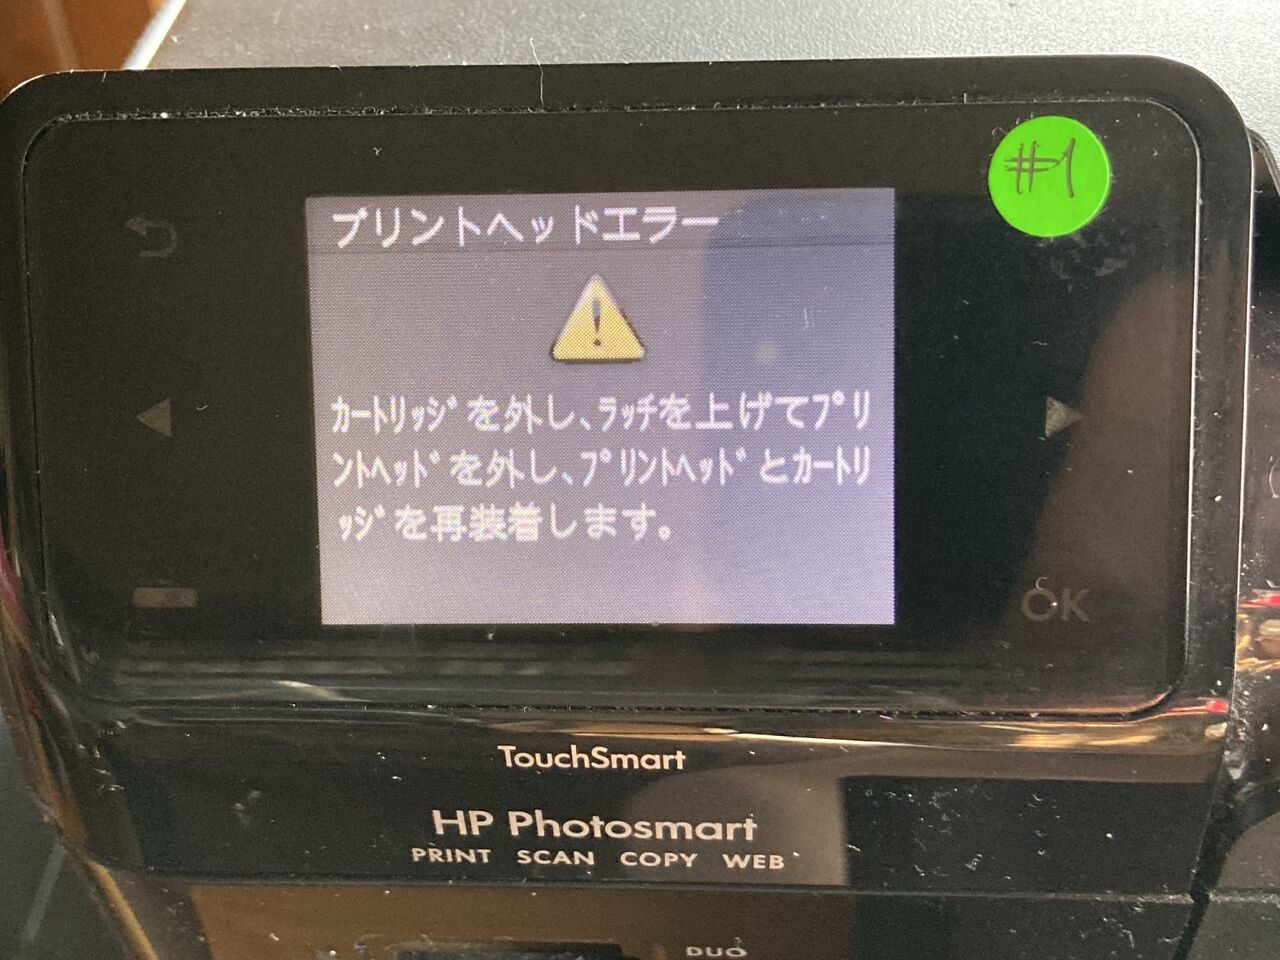 #1
プリントヘッドエラー
ｶｰﾄﾘｯｼﾞを外し､ﾗｯﾁを上げてﾌﾟﾘ
ﾝﾄﾍｯﾄﾞを外し､ﾌﾟﾘﾝﾄﾍｯﾄﾞとｶｰﾄﾘ
ｯｼﾞを再装着します。
OK
TouchSmart
HP Photosmart
PRINT SCAN COPY WEB
DUO